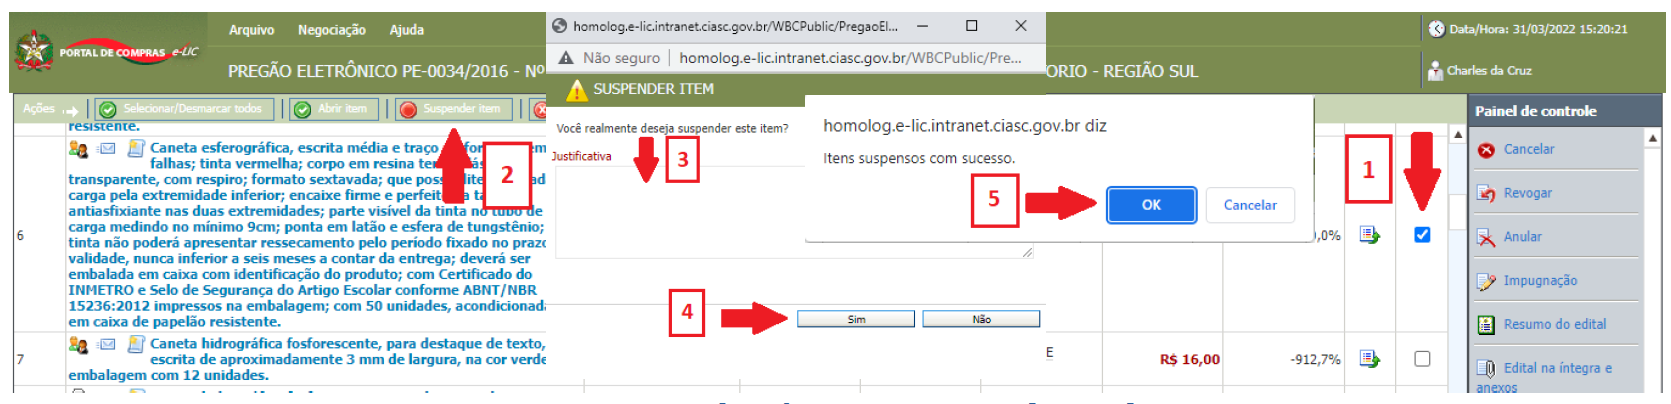 Arquivo Negociação Ajuda
PORTAL DE COMPRAS e-LIC
PREGÃO ELETRÔNICO PE-0034/2016 - Nº
ORIO - REGIÃO SUL
Data/Hora: 31/03/2022 15:20:21
Charles da Cruz
Ações
Selecionar/Desmarcar todos
Abrir item
Suspender item
resistente.
6
Caneta esferográfica, escrita média e traço
falhas; tinta vermelha; corpo em resina
transparente, com respiro; formato sextavada; que
carga pela extremidade inferior; encaixe firme e
antiasfixiante nas duas extremidades; parte visível da tinta no tubo de
carga medindo no mínimo 9cm; ponta em latão e esfera de tungstênio;
tinta não poderá apresentar ressecamento pelo período fixado no prazo
validade, nunca inferior a seis meses a contar da entrega; deverá ser
embalada em caixa com identificação do produto; com Certificado do
INMETRO e Selo de Segurança do Artigo Escolar conforme ABNT/NBR
15236:2012 impressos na embalagem; com 50 unidades,
em caixa de papelão resistente.
7
Caneta hidrográfica fosforescente, para destaque de texto,
escrita de aproximadamente 3 mm de largura, na cor verde
embalagem com 12 unidades.
2
homolog.e-lic.intranet.ciasc.gov.br/WBCPublic/PregaoEl...
Não seguro | homolog.e-lic.intranet.ciasc.gov.br/WBCPublic/Pre...
SUSPENDER ITEM
Você realmente deseja suspender este item?
Justificativa
3
4
Sim
Não
homolog.e-lic.intranet.ciasc.gov.br diz
Itens suspensos com sucesso.
5
OK
Cancelar
1
,0%
E
R$ 16,00
-912,7%
Painel de controle
Cancelar
Revogar
Anular
Impugnação
Resumo do edital
Edital na íntegra e
anexos